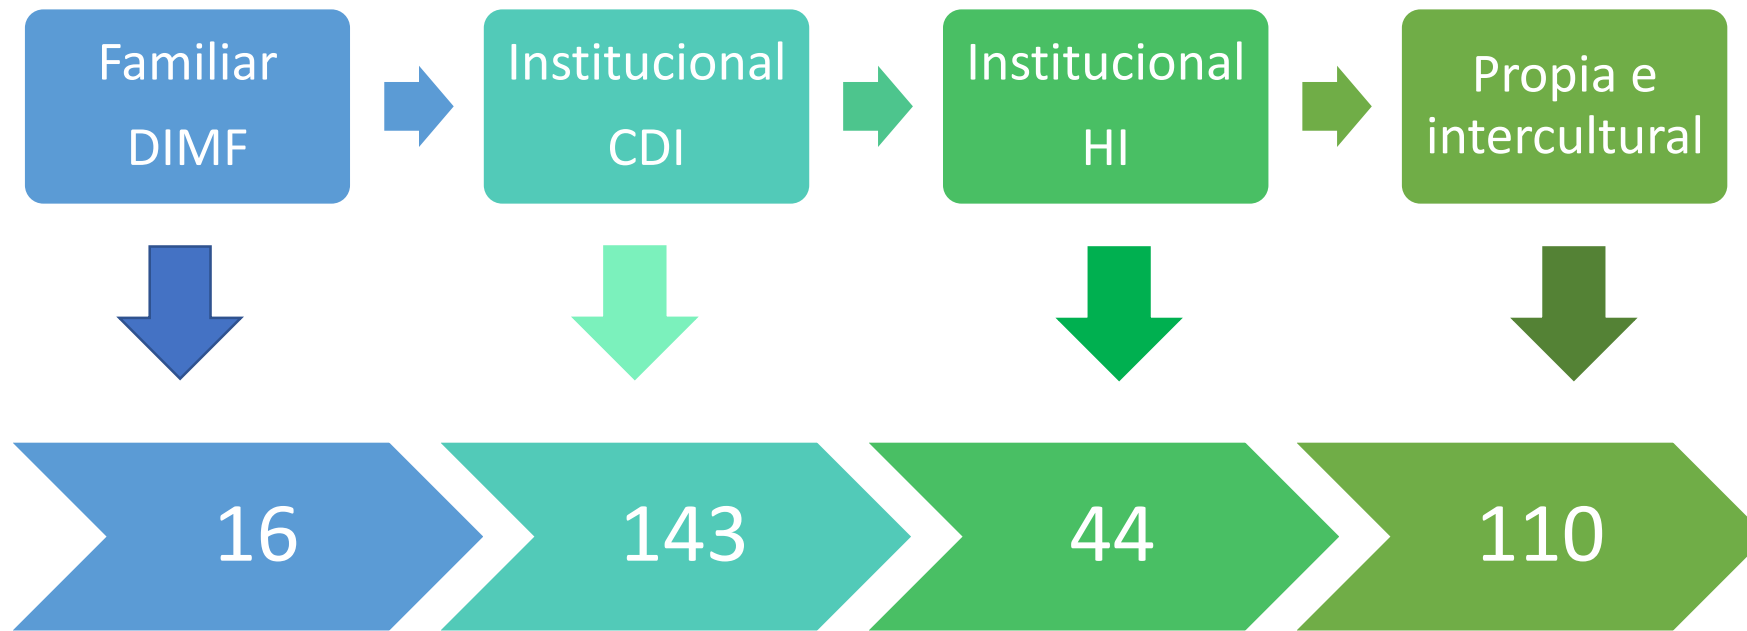 Familiar
DIMF
Institucional
CDI
Institucional
HI
Propia e
intercultural
16
143
44
110